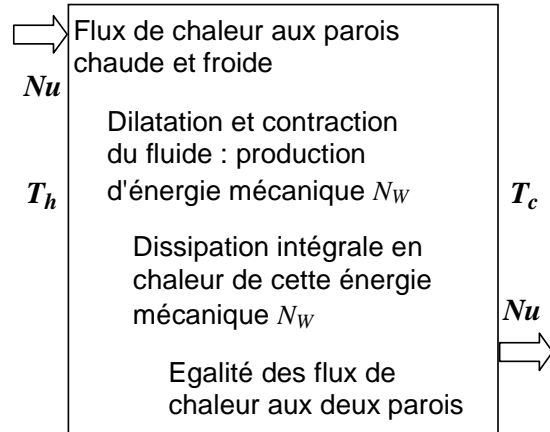 Flux de chaleur aux parois
chaude et froide
Nu
Dilatation et contraction
du fluide : production
d'énergie mécanique N_W
T_h
T_c
Dissipation intégrale en
chaleur de cette énergie
mécanique N_W
Nu
Egalité des flux de
chaleur aux deux parois